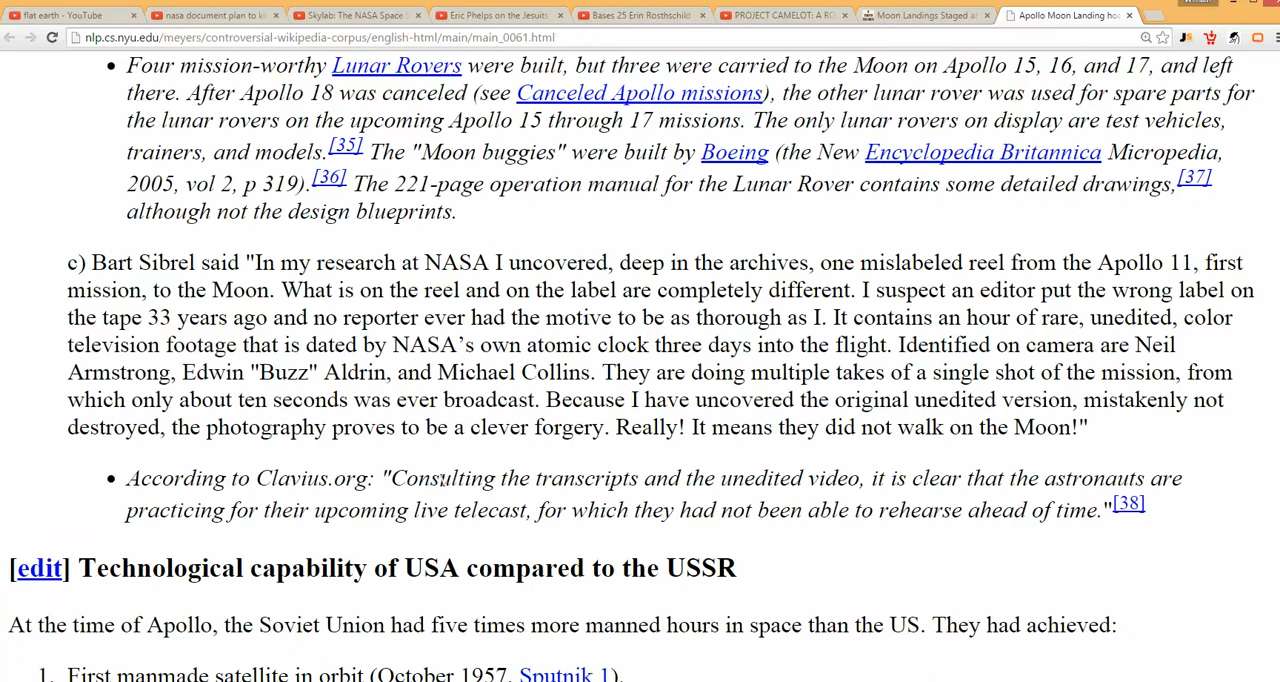 flat earth - YouTube
nasa document plan to ki
Skylab: The NASA Space
Eric Phelps on the Jesuits
Bases 25 Erin Rosthschild
PROJECT CAMELOT: A RO
Moon Landings Staged a
Apollo Moon Landing hoa
nlp.cs.nyu.edu/meyers/controversial-wikipedia-corpus/english-html/main/main_0061.html
• Four mission-worthy Lunar Rovers were built, but three were carried to the Moon on Apollo 15, 16, and 17, and left
there. After Apollo 18 was canceled (see Canceled Apollo missions), the other lunar rover was used for spare parts for
the lunar rovers on the upcoming Apollo 15 through 17 missions. The only lunar rovers on display are test vehicles,
trainers, and models.[35] The "Moon buggies" were built by Boeing (the New Encyclopedia Britannica Micropedia,
2005, vol 2, p 319).[36] The 221-page operation manual for the Lunar Rover contains some detailed drawings,[37]
although not the design blueprints.
c) Bart Sibrel said "In my research at NASA I uncovered, deep in the archives, one mislabeled reel from the Apollo 11, first
mission, to the Moon. What is on the reel and on the label are completely different. I suspect an editor put the wrong label on
the tape 33 years ago and no reporter ever had the motive to be as thorough as I. It contains an hour of rare, unedited, color
television footage that is dated by NASA's own atomic clock three days into the flight. Identified on camera are Neil
Armstrong, Edwin "Buzz" Aldrin, and Michael Collins. They are doing multiple takes of a single shot of the mission, from
which only about ten seconds was ever broadcast. Because I have uncovered the original unedited version, mistakenly not
destroyed, the photography proves to be a clever forgery. Really! It means they did not walk on the Moon!"
• According to Clavius.org: "Consulting the transcripts and the unedited video, it is clear that the astronauts are
practicing for their upcoming live telecast, for which they had not been able to rehearse ahead of time."[38]
[edit] Technological capability of USA compared to the USSR
At the time of Apollo, the Soviet Union had five times more manned hours in space than the US. They had achieved:
1. First manmade satellite in orbit (October 1957, Sputnik 1).